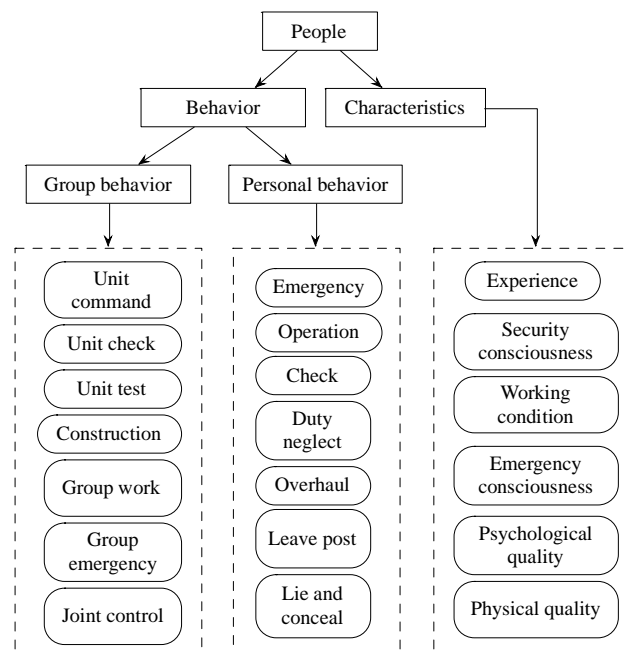 People
Behavior
Characteristics
Group behavior
Personal behavior
Unit
command
Unit check
Unit test
Construction
Group work
Group
emergency
Joint control
Emergency
Operation
Check
Duty
neglect
Overhaul
Leave post
Lie and
conceal
Experience
Security
consciousness
Working
condition
Emergency
consciousness
Psychological
quality
Physical quality